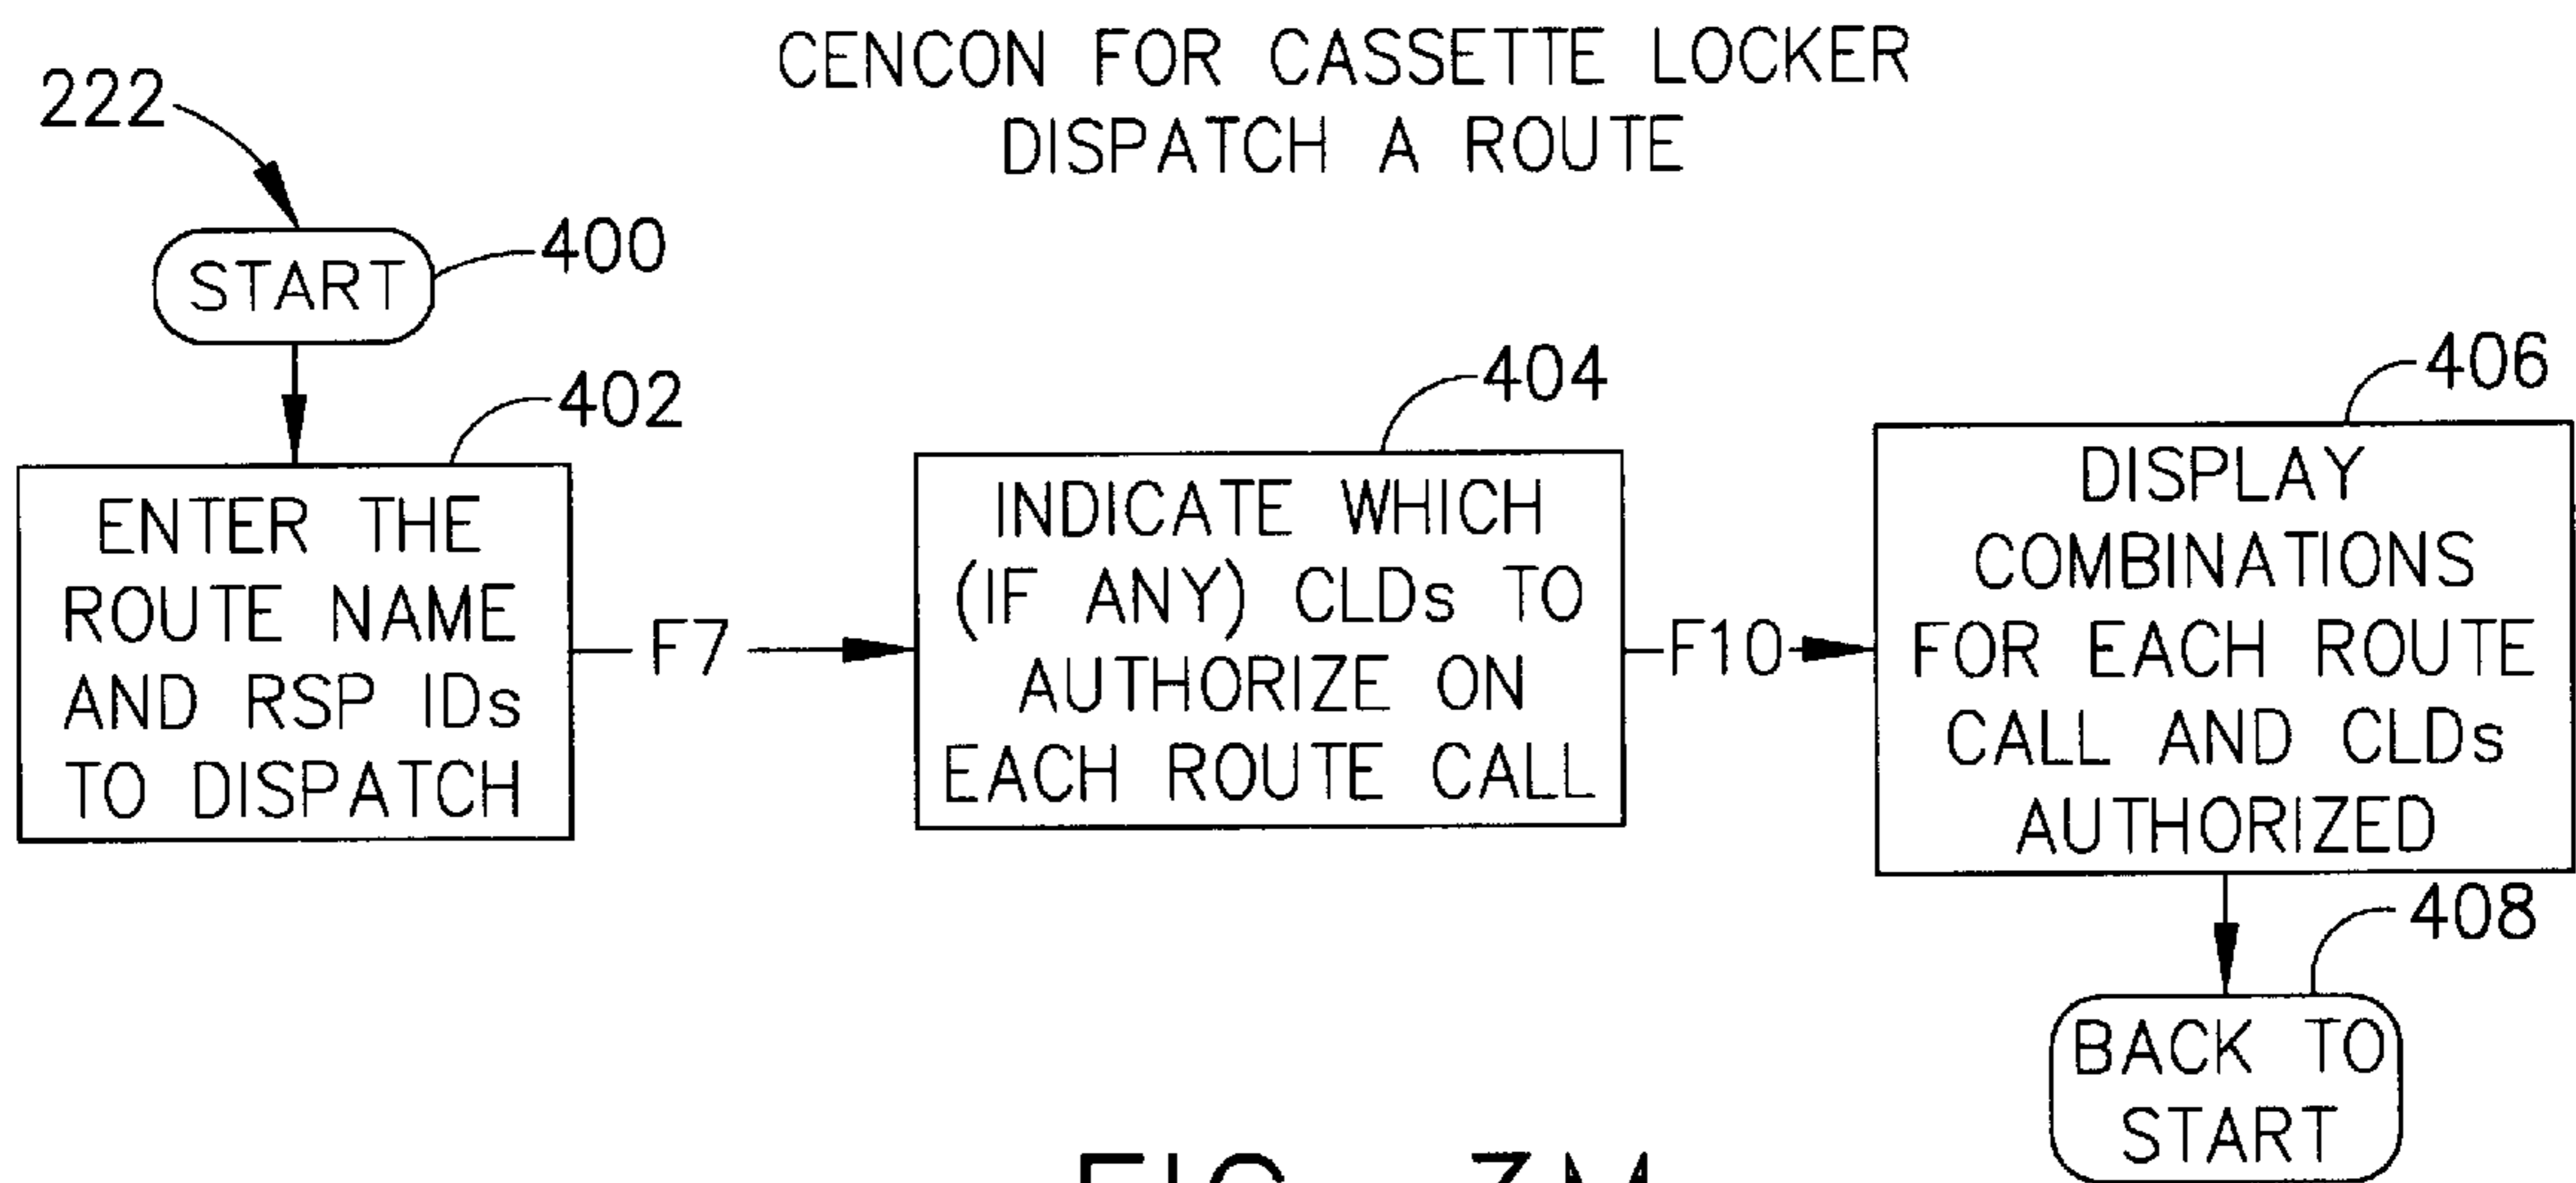 CENCON FOR CASSETTE LOCKER
DISPATCH A ROUTE
222
START
400
402
ENTER THE
ROUTE NAME
AND RSP IDs
TO DISPATCH
F7
404
INDICATE WHICH
(IF ANY) CLDs TO
AUTHORIZE ON
EACH ROUTE CALL
F10
406
DISPLAY
COMBINATIONS
FOR EACH ROUTE
CALL AND CLDs
AUTHORIZED
408
BACK TO
START